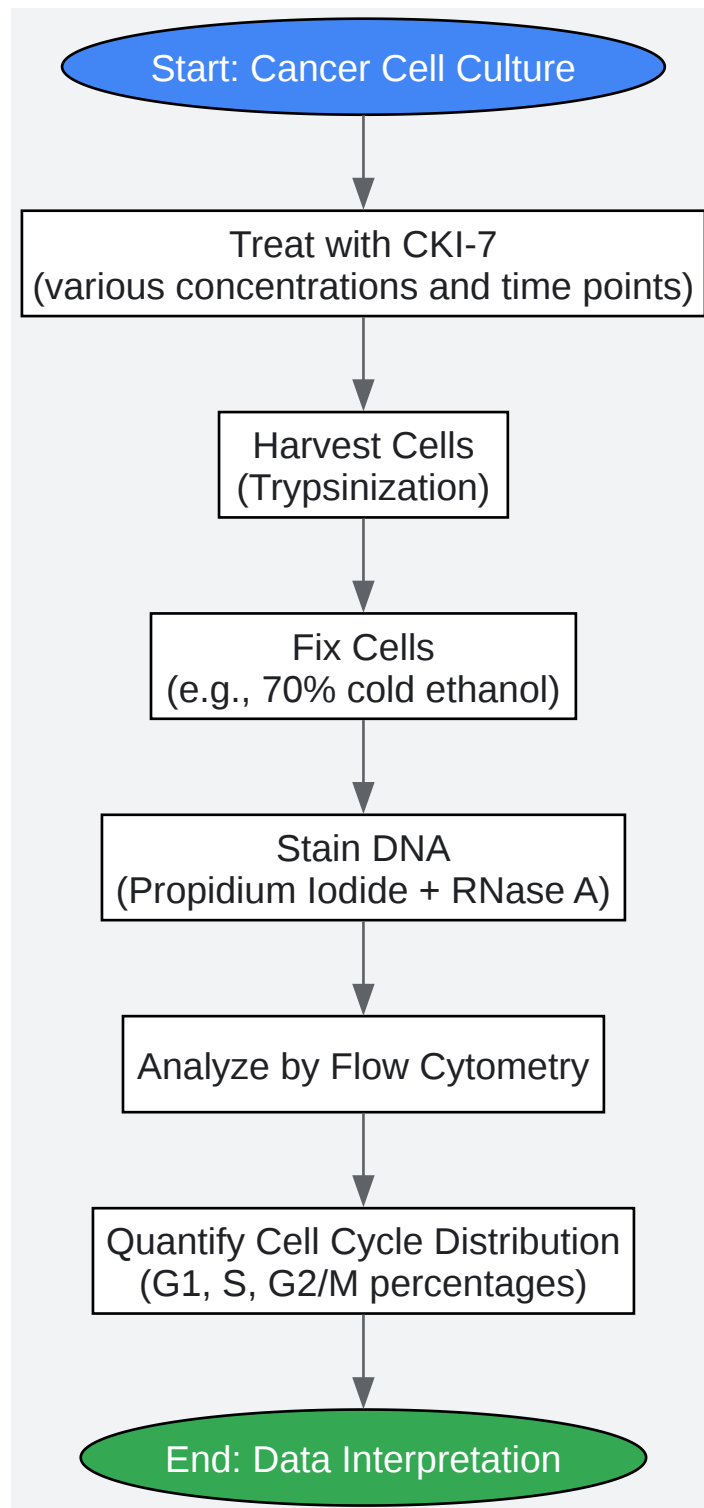 Start: Cancer Cell Culture
Treat with CKI-7
(various concentrations and time points)
Harvest Cells
(Trypsinization)
Fix Cells
(e.g., 70% cold ethanol)
Stain DNA
(Propidium Iodide + RNase A)
Analyze by Flow Cytometry
Quantify Cell Cycle Distribution
(G1, S, G2/M percentages)
End: Data Interpretation